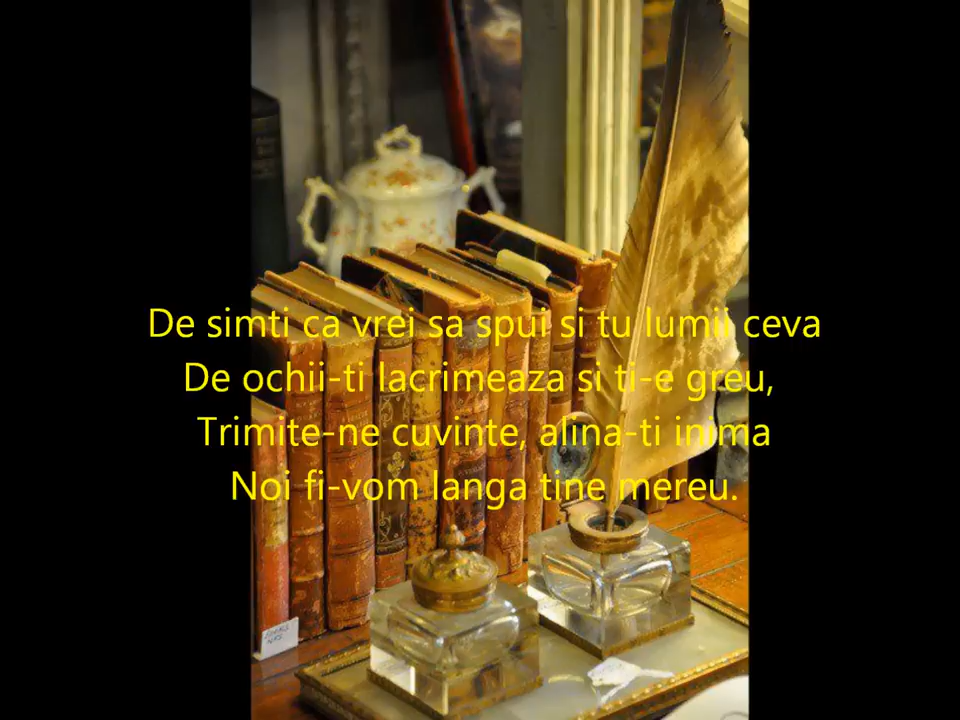 De simti ca vrei sa spui si tu lumii ceva
De ochii-ti lacrimeaza si ti-e greu,
Trimite-ne cuvinte, alina-ti inima
Noi fi-vom langa tine mereu.